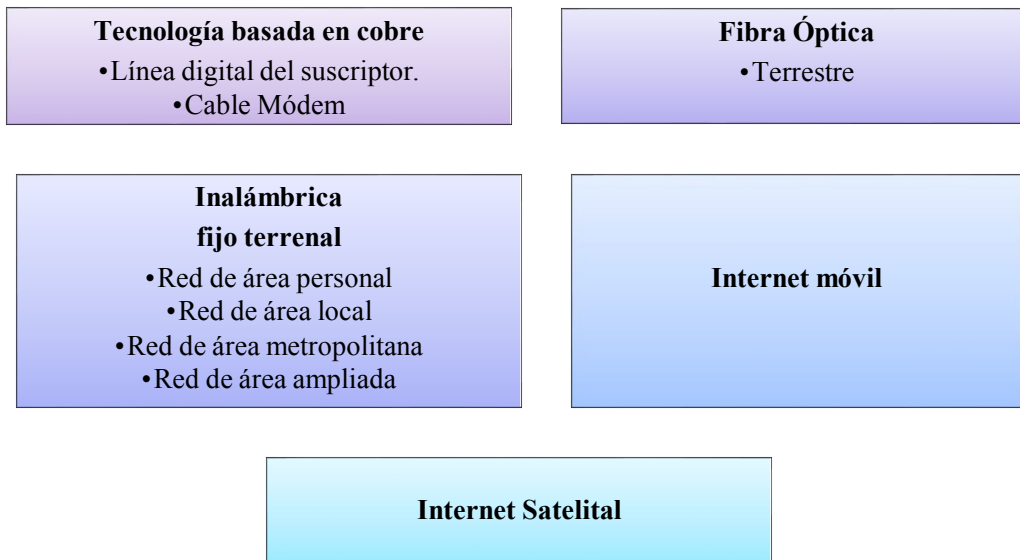 Tecnología basada en cobre
•Línea digital del suscriptor.
•Cable Módem
Fibra Óptica
•Terrestre
Inalámbrica
fijo terrenal
•Red de área personal
•Red de área local
•Red de área metropolitana
•Red de área ampliada
Internet móvil
Internet Satelital